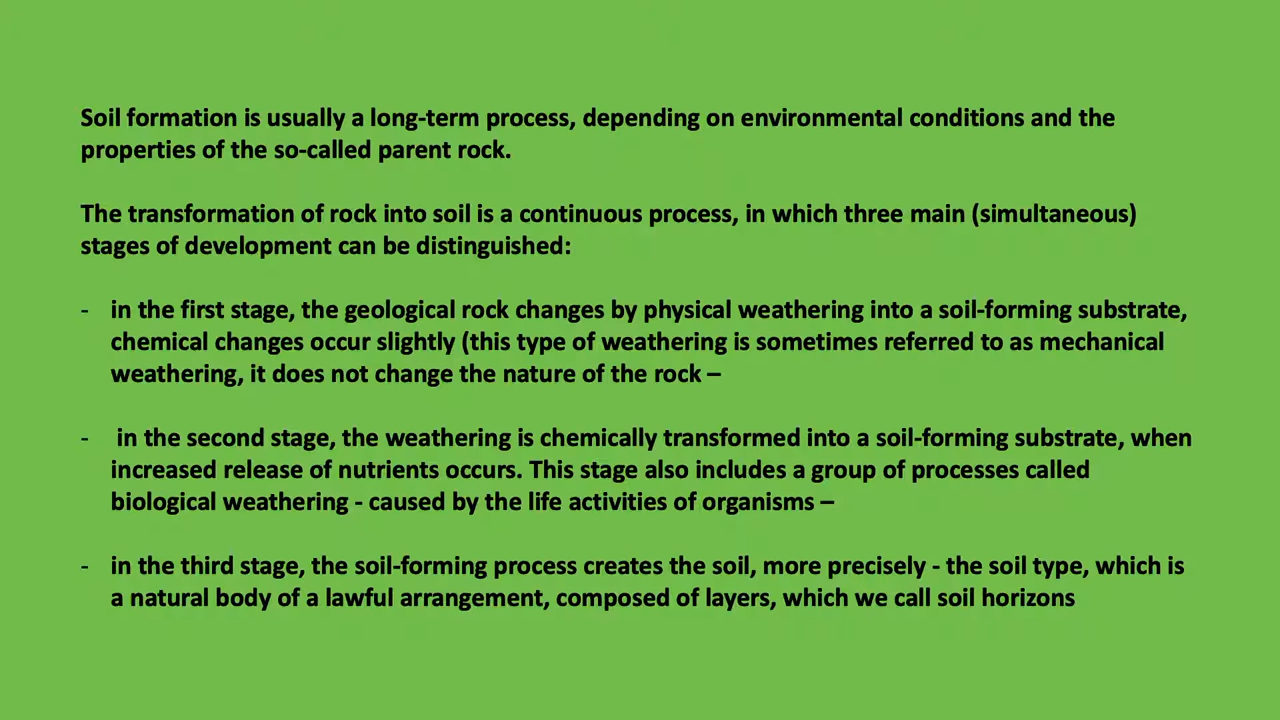 Soil formation is usually a long-term process, depending on environmental conditions and the
properties of the so-called parent rock.
The transformation of rock into soil is a continuous process, in which three main (simultaneous)
stages of development can be distinguished:
- in the first stage, the geological rock changes by physical weathering into a soil-forming substrate,
chemical changes occur slightly (this type of weathering is sometimes referred to as mechanical
weathering, it does not change the nature of the rock –
- in the second stage, the weathering is chemically transformed into a soil-forming substrate, when
increased release of nutrients occurs. This stage also includes a group of processes called
biological weathering - caused by the life activities of organisms –
- in the third stage, the soil-forming process creates the soil, more precisely - the soil type, which is
a natural body of a lawful arrangement, composed of layers, which we call soil horizons